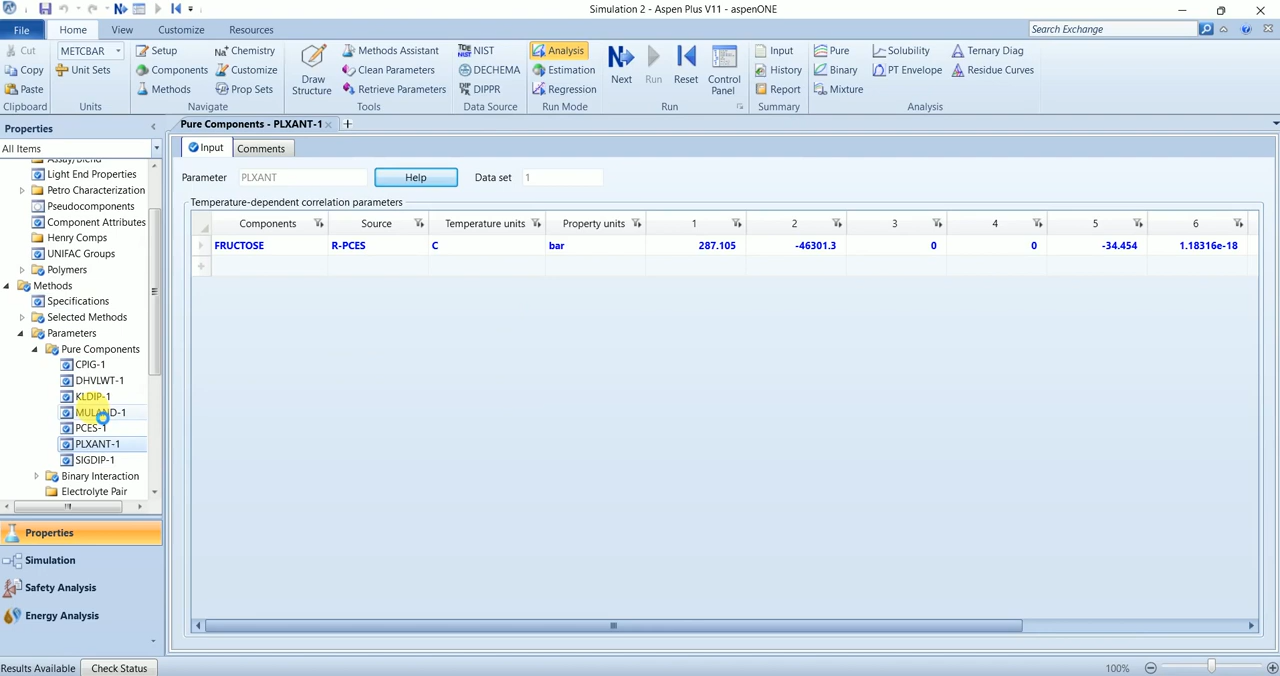 Simulation 2 - Aspen Plus V11 - aspenONE
File Home View Customize Resources Search Exchange
Cut METCBAR Setup Chemistry Methods Assistant NIST Analysis Input Pure Solubility Ternary Diag
Copy Unit Sets Components Customize Clean Parameters DECHEMA Estimation History Binary PT Envelope Residue Curves
Paste Methods Prop Sets Draw Structure Retrieve Parameters DIPPR Regression Next Run Reset Control Panel Report Mixture
Clipboard Units Navigate Tools Data Source Run Mode Run Summary Analysis
Properties
All Items
Assay/Blend
Light End Properties
Petro Characterization
Pseudocomponents
Component Attributes
Henry Comps
UNIFAC Groups
Polymers
Methods
Specifications
Selected Methods
Parameters
Pure Components
CPIG-1
DHVLWT-1
KLDIP-1
MULAND-1
PCES-1
PLXANT-1
SIGDIP-1
Binary Interaction
Electrolyte Pair
Properties
Simulation
Safety Analysis
Energy Analysis
Pure Components - PLXANT-1 × +
Input Comments
Parameter PLXANT Help Data set 1
Temperature-dependent correlation parameters
Components Source Temperature units Property units 1 2 3 4 5 6
FRUCTOSE R-PCES C bar 287.105 -46301.3 0 0 -34.454 1.18316e-18
Results Available Check Status 100%